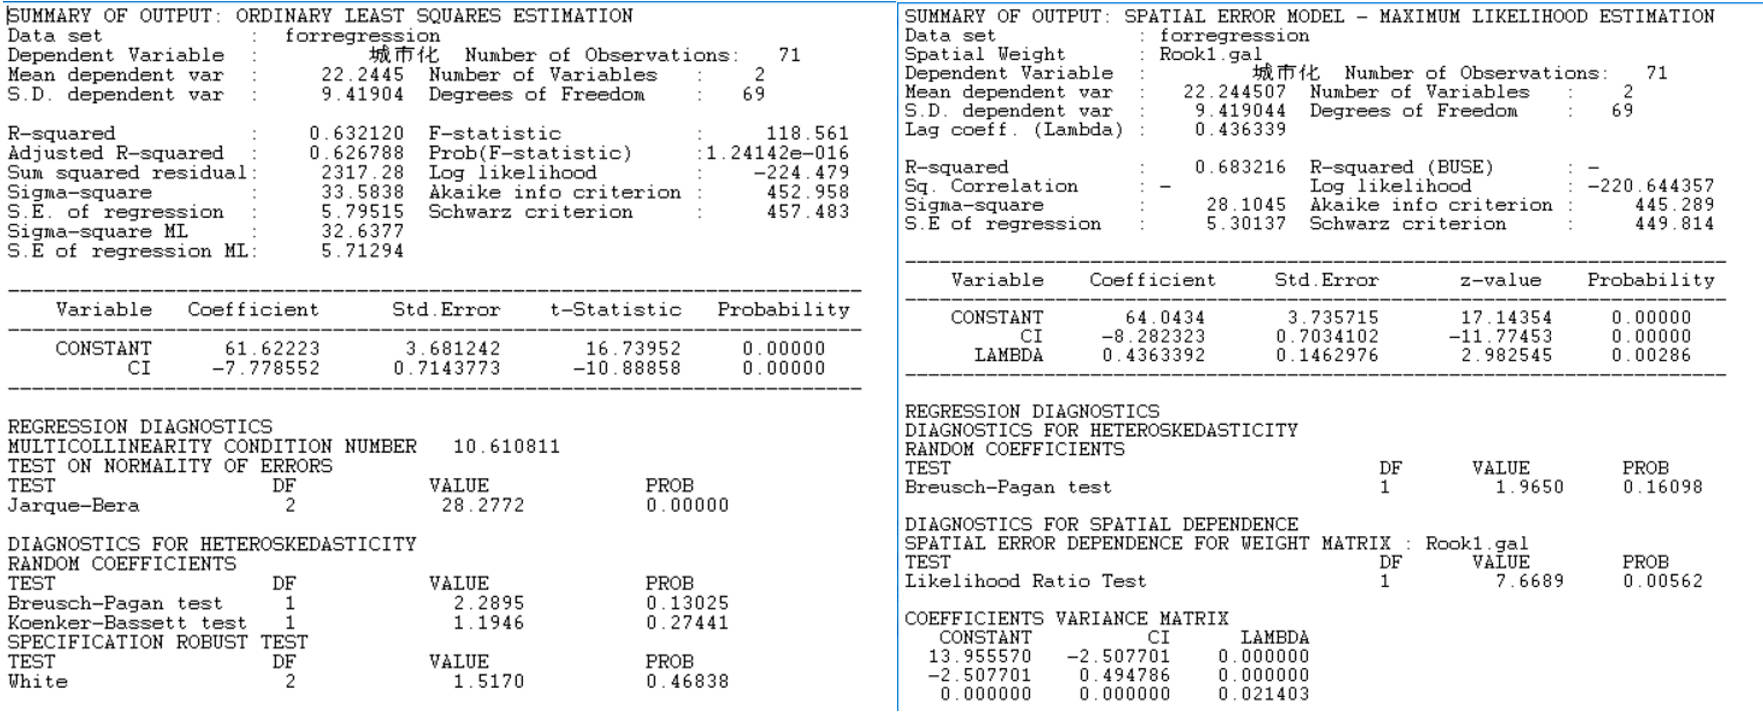 SUMMARY OF OUTPUT: ORDINARY LEAST SQUARES ESTIMATION
Data set : forregression
Dependent Variable : 城市化 Number of Observations: 71
Mean dependent var : 22.2445 Number of Variables : 2
S.D. dependent var : 9.41904 Degrees of Freedom : 69
R-squared : 0.632120 F-statistic : 118.561
Adjusted R-squared : 0.626788 Prob(F-statistic) :1.24142e-016
Sum squared residual: 2317.28 Log likelihood : -224.479
Sigma-square : 33.5838 Akaike info criterion : 452.958
S.E. of regression : 5.79515 Schwarz criterion : 457.483
Sigma-square ML : 32.6377
S.E of regression ML: 5.71294
Variable Coefficient Std.Error t-Statistic Probability
CONSTANT 61.62223 3.681242 16.73952 0.00000
CI -7.778552 0.7143773 -10.88858 0.00000
REGRESSION DIAGNOSTICS
MULTICOLLINEARITY CONDITION NUMBER 10.610811
TEST ON NORMALITY OF ERRORS
TEST DF VALUE PROB
Jarque-Bera 2 28.2772 0.00000
DIAGNOSTICS FOR HETEROSKEDASTICITY
RANDOM COEFFICIENTS
TEST DF VALUE PROB
Breusch-Pagan test 1 2.2895 0.13025
Koenker-Bassett test 1 1.1946 0.27441
SPECIFICATION ROBUST TEST
TEST DF VALUE PROB
White 2 1.5170 0.46838
SUMMARY OF OUTPUT: SPATIAL ERROR MODEL - MAXIMUM LIKELIHOOD ESTIMATION
Data set : forregression
Spatial Weight : Rook1.gal
Dependent Variable : 城市化 Number of Observations: 71
Mean dependent var : 22.244507 Number of Variables : 2
S.D. dependent var : 9.419044 Degrees of Freedom : 69
Lag coeff. (Lambda) : 0.436339
R-squared : 0.683216 R-squared (BUSE) : -
Sq. Correlation : - Log likelihood : -220.644357
Sigma-square : 28.1045 Akaike info criterion : 445.289
S.E of regression : 5.30137 Schwarz criterion : 449.814
Variable Coefficient Std.Error z-value Probability
CONSTANT 64.0434 3.735715 17.14354 0.00000
CI -8.282323 0.7034102 -11.77453 0.00000
LAMBDA 0.4363392 0.1462976 2.982545 0.00286
REGRESSION DIAGNOSTICS
DIAGNOSTICS FOR HETEROSKEDASTICITY
RANDOM COEFFICIENTS
TEST DF VALUE PROB
Breusch-Pagan test 1 1.9650 0.16098
DIAGNOSTICS FOR SPATIAL DEPENDENCE
SPATIAL ERROR DEPENDENCE FOR WEIGHT MATRIX : Rook1.gal
TEST DF VALUE PROB
Likelihood Ratio Test 1 7.6689 0.00562
COEFFICIENTS VARIANCE MATRIX
CONSTANT CI LAMBDA
13.955570 -2.507701 0.000000
-2.507701 0.494786 0.000000
0.000000 0.000000 0.021403